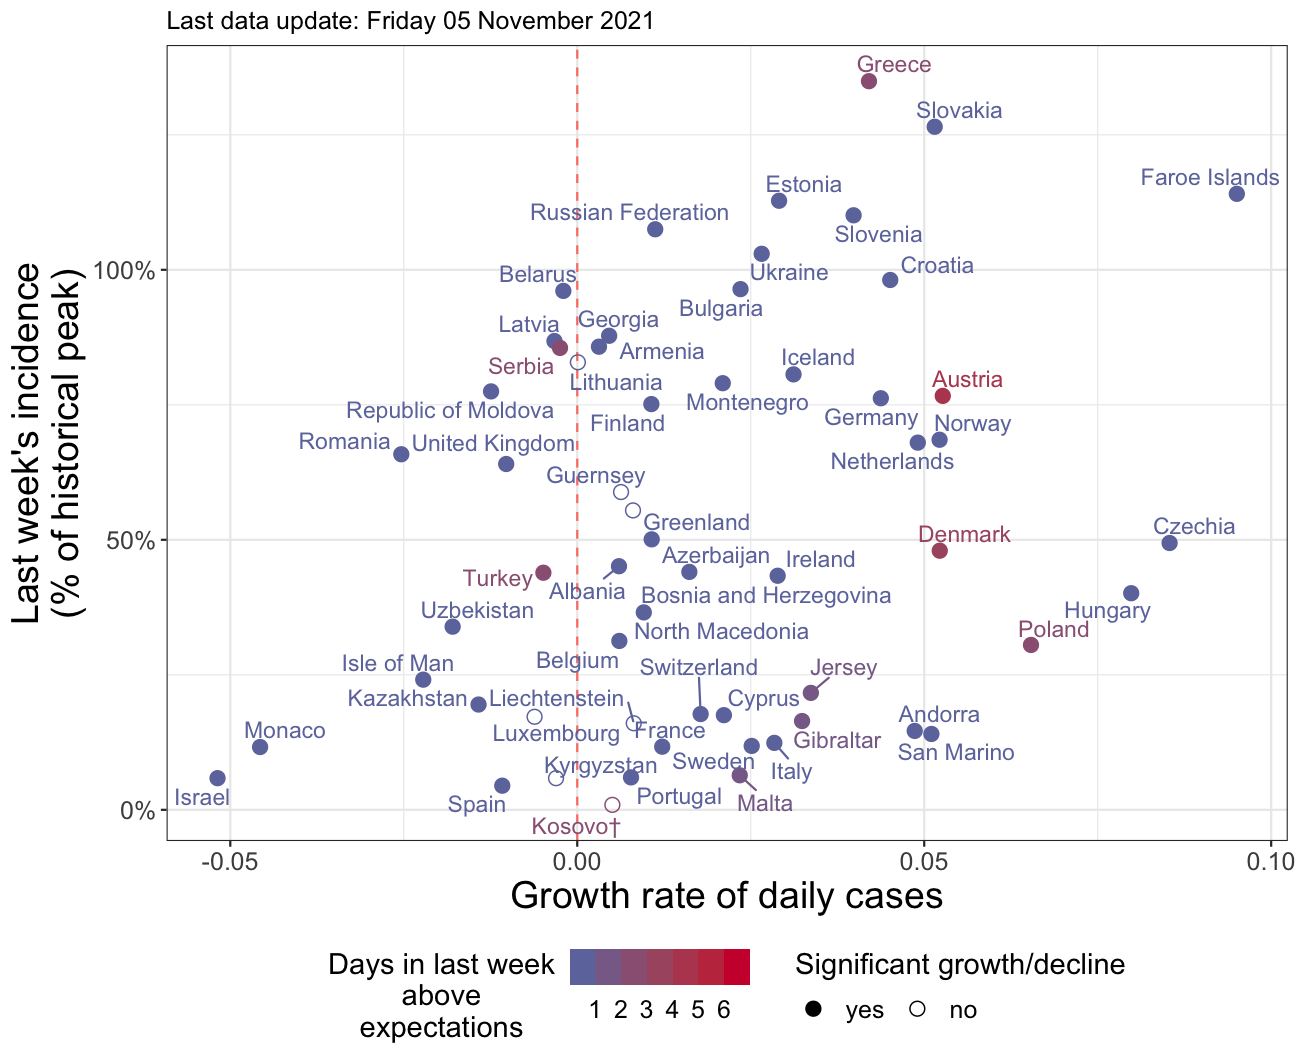 Last data update: Friday 05 November 2021
Greece
Slovakia
Faroe Islands
Estonia
Russian Federation
Slovenia
Croatia
Ukraine
Belarus
Bulgaria
Latvia
Georgia
Armenia
Iceland
Serbia
Lithuania
Austria
Montenegro
Republic of Moldova
Germany
Finland
Norway
Romania
United Kingdom
Netherlands
Guernsey
Greenland
Czechia
Denmark
Azerbaijan
Ireland
Turkey
Albania
Bosnia and Herzegovina
Uzbekistan
Hungary
North Macedonia
Poland
Belgium
Isle of Man
Switzerland
Jersey
Kazakhstan
Liechtenstein
Cyprus
Andorra
Monaco
Luxembourg
France
Gibraltar
San Marino
Kyrgyzstan
Sweden
Italy
Israel
Spain
Portugal
Malta
Kosovo†
100%
50%
0%
Last week's incidence
(% of historical peak)
-0.05
0.00
0.05
0.10
Growth rate of daily cases
Days in last week
above
expectations
1 2 3 4 5 6
Significant growth/decline
yes
no